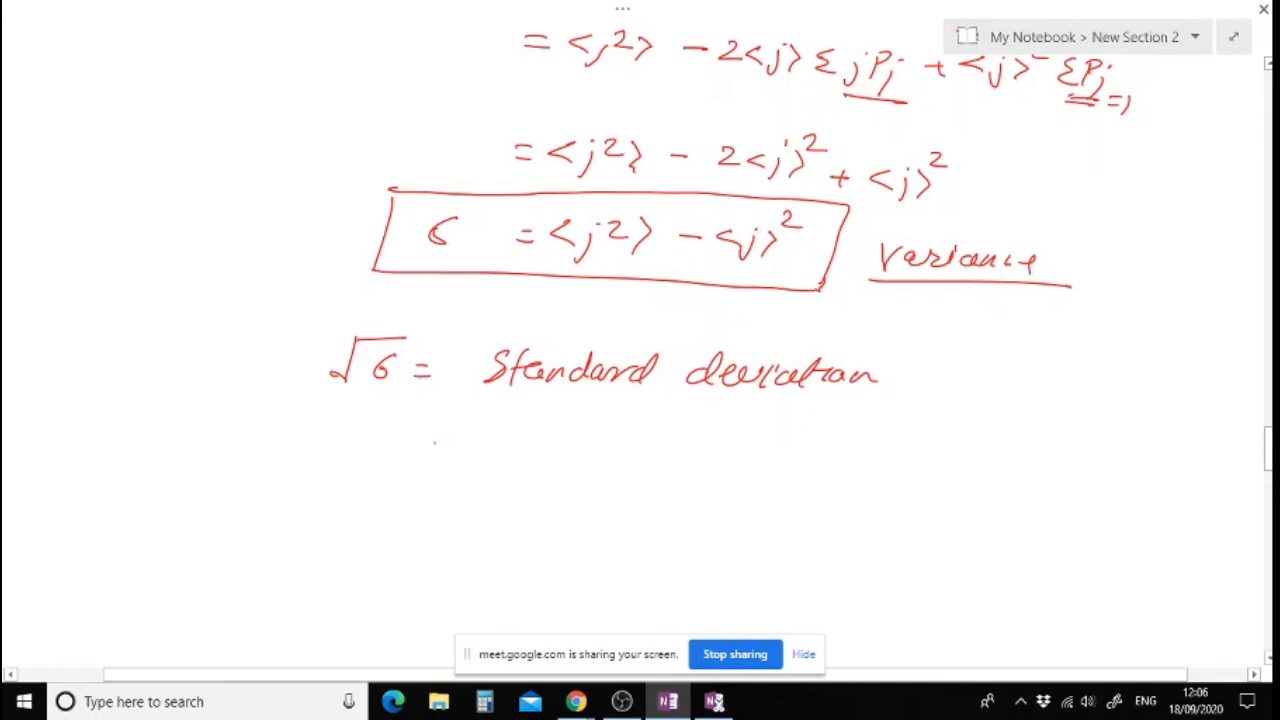 My Notebook > New Section 2
= <j2> - 2<j> Σ jPj + <j>² ΣPj =1
= <j2> - 2<j>² + <j>²
σ = <j2> - <j>²
Variance
√σ = Standard deviation
meet.google.com is sharing your screen. Stop sharing Hide
Type here to search
ENG
12:06
18/09/2020